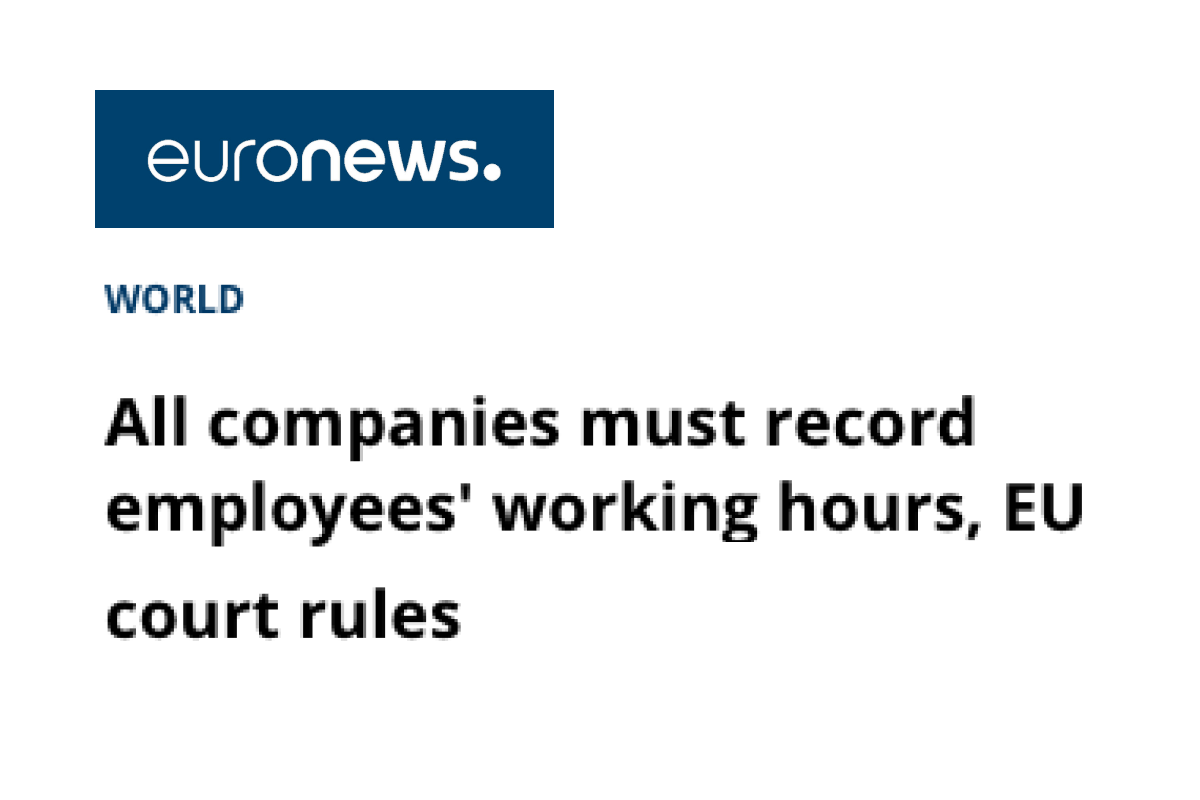 euronews.
WORLD
All companies must record
employees' working hours, EU
court rules